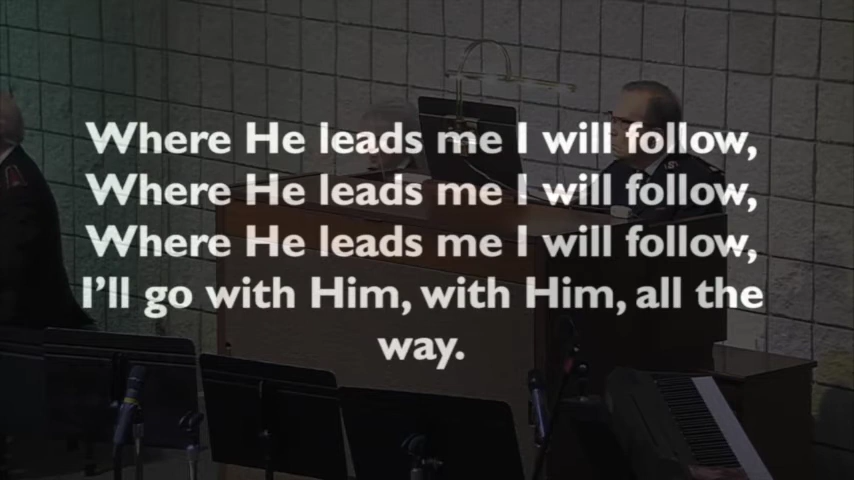 Where He leads me I will follow,
Where He leads me I will follow,
Where He leads me I will follow,
I'll go with Him, with Him, all the
way.